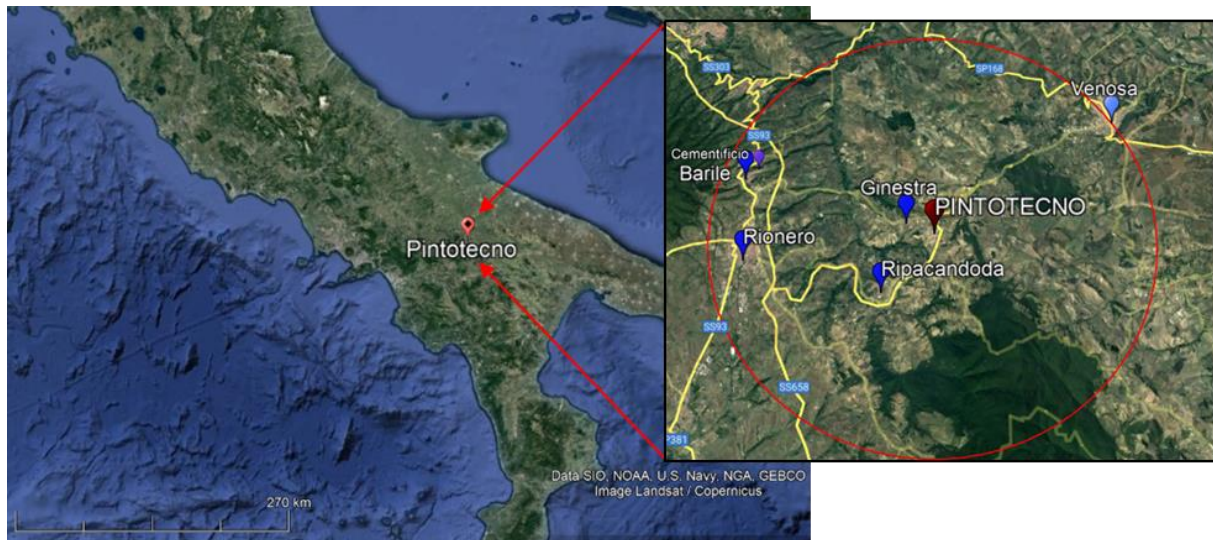 Pintotecno
Data SIO, NOAA, U.S. Navy, NGA, GEBCO
Image Landsat / Copernicus
270 km
SS303
SP168
Venosa
SS93
Cementificio
Barile
Ginestra
PINTOTECNO
Rionero
Ripacandoda
SS93
SS658
SP381